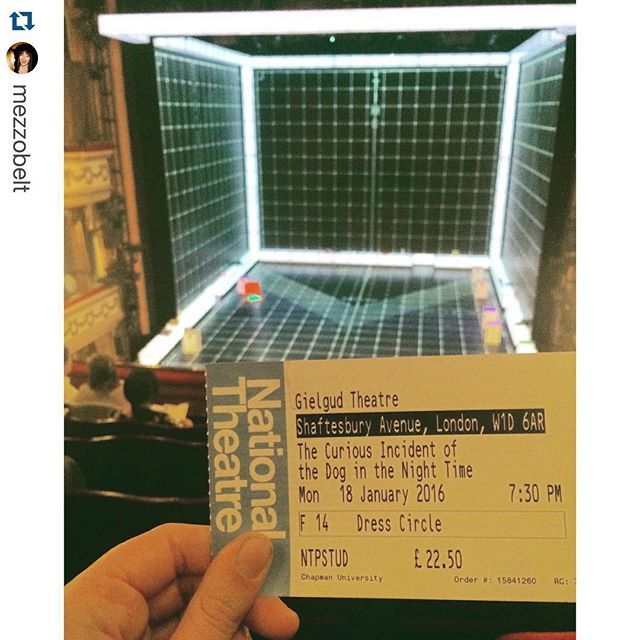 mezzobelt
National
Theatre
Gielgud Theatre
Shaftesbury Avenue, London, W1D 6AR
The Curious Incident of
the Dog in the Night Time
Mon 18 January 2016 7:30 PM
F 14 Dress Circle
NTPSTUD £22.50
Chapman University Order #: 15841260 RC: